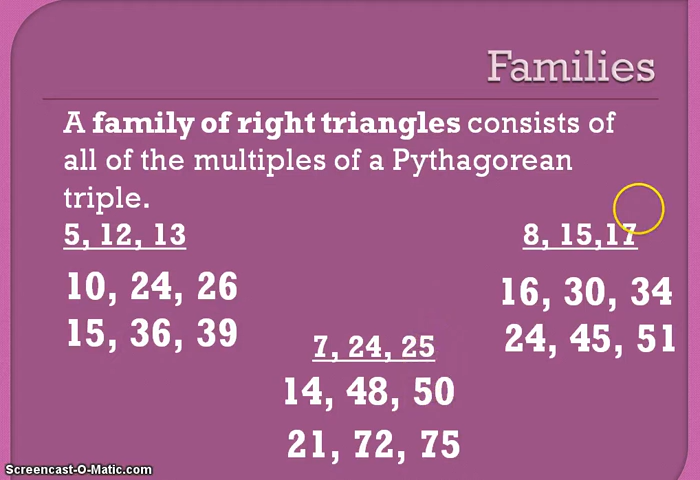 Families
A family of right triangles consists of
all of the multiples of a Pythagorean
triple.
5, 12, 13
10, 24, 26
15, 36, 39
7, 24, 25
14, 48, 50
21, 72, 75
8, 15,17
16, 30, 34
24, 45, 51
Screencast-O-Matic.com